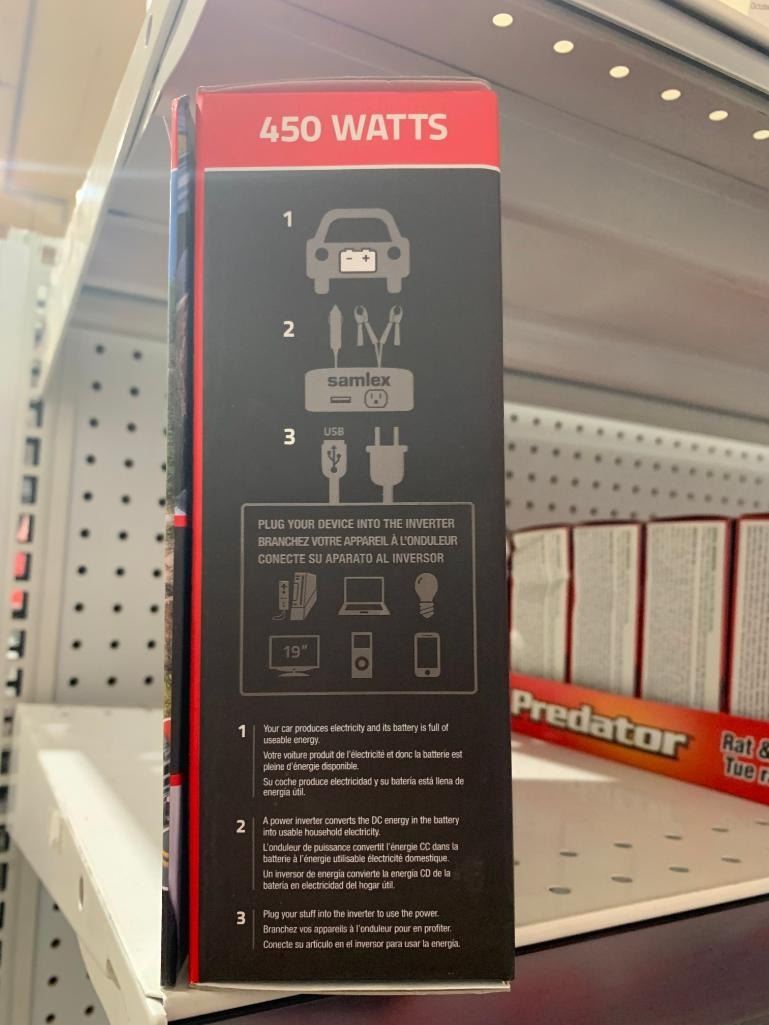 450 WATTS
1
- +
2
samlex
3
USB
PLUG YOUR DEVICE INTO THE INVERTER
BRANCHEZ VOTRE APPAREIL À L'ONDULEUR
CONECTE SU APARATO AL INVERSOR
19"
1
Your car produces electricity and its battery is full of
useable energy.
Votre voiture produit de l'électricité et donc la batterie est
pleine d'énergie disponible.
Su coche produce electricidad y su batería está llena de
energía útil.
2
A power inverter converts the DC energy in the battery
into usable household electricity.
L'onduleur de puissance convertit l'énergie CC dans la
batterie à l'énergie utilisable électricité domestique.
Un inversor de energía convierte la energía CD de la
batería en electricidad del hogar útil.
3
Plug your stuff into the inverter to use the power.
Branchez vos appareils à l'onduleur pour en profiter.
Conecte su artículo en el inversor para usar la energía.
Predator
Rat &
Tue